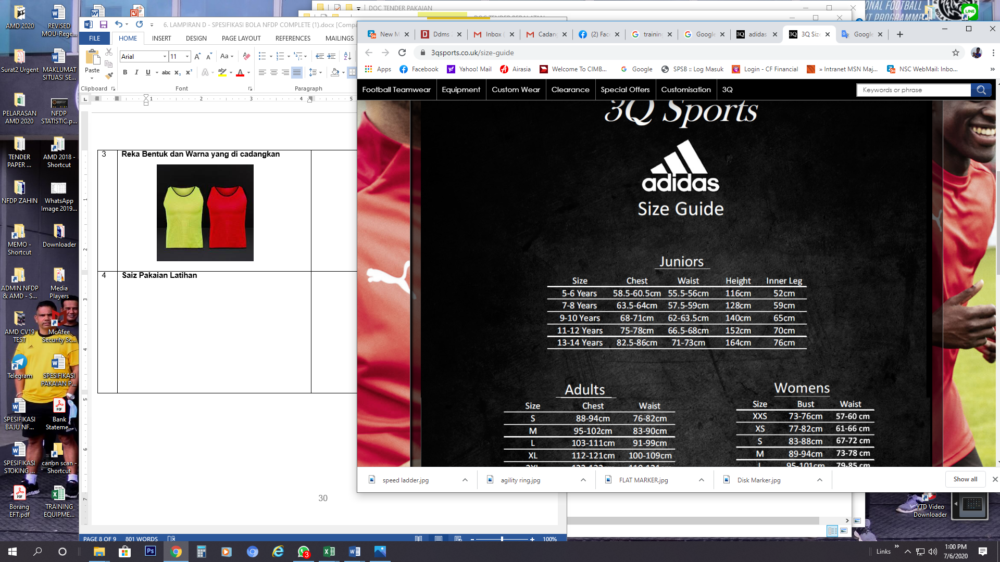 AMD 2020
REVISED
MOU-Rege...
Surat2 Urgent
MAKLUMAT
SITUASI SE...
PELARASAN
AMD 2020
NFDP
STATISTIC.p...
TENDER
PAPER ...
AMD 2018 -
Shortcut
NFDP ZAHIN
WhatsApp
Image 2019...
MEMO -
Shortcut
Downloader
ADMIN NFDP
& AMD - S...
Media
Players
AMD CV19
TEST
McAfee
Security Sc...
Telegram
SPESIFIKASI
PAKAIAN P...
SPESIFIKASI
BAJU NF...
Bank
Stateme...
SPESIFIKASI
STOKING ...
canon scan -
Shortcut
Borang
EFT.pdf
TRAINING
EQUIPME...
DOC TENDER PAKAIAN
6. LAMPIRAN D - SPESIFIKASI BOLA NFDP COMPLETE (1).docx [Compa
FILE HOME INSERT DESIGN PAGE LAYOUT REFERENCES MAILINGS
Arial 11
Paste
Clipboard Font Paragraph
3 Reka Bentuk dan Warna yang di cadangkan
4 Saiz Pakaian Latihan
30
PAGE 8 OF 9 801 WORDS 100%
New M Ddms Inbox ( Cadan (2) Fac training Google adidas 3Q Size Google
3qsports.co.uk/size-guide
Apps Facebook Yahoo! Mail Airasia Welcome To CIMB... Google SPSB :: Log Masuk Login - CF Financial » Intranet MSN Maj... NSC WebMail: Inbo... »
Football Teamwear Equipment Custom Wear Clearance Special Offers Customisation 3Q
Keywords or phrase
3Q Sports
adidas
Size Guide
Juniors
Size Chest Waist Height Inner Leg
5-6 Years 58.5-60.5cm 55.5-56cm 116cm 52cm
7-8 Years 63.5-64cm 57.5-59cm 128cm 59cm
9-10 Years 68-71cm 62-63.5cm 140cm 65cm
11-12 Years 75-78cm 66.5-68cm 152cm 70cm
13-14 Years 82.5-86cm 71-73cm 164cm 76cm
Adults
Size Chest Waist
S 88-94cm 76-82cm
M 95-102cm 83-90cm
L 103-111cm 91-99cm
XL 112-121cm 100-109cm
Womens
Size Bust Waist
XXS 73-76cm 57-60 cm
XS 77-82cm 61-66 cm
S 83-88cm 67-72 cm
M 89-94cm 73-78 cm
L 95-101cm 79-85 cm
speed ladder.jpg agility ring.jpg FLAT MARKER.jpg Disk Marker.jpg Show all
YTD Video
Downloader
LINE
Links
1:00 PM
7/6/2020